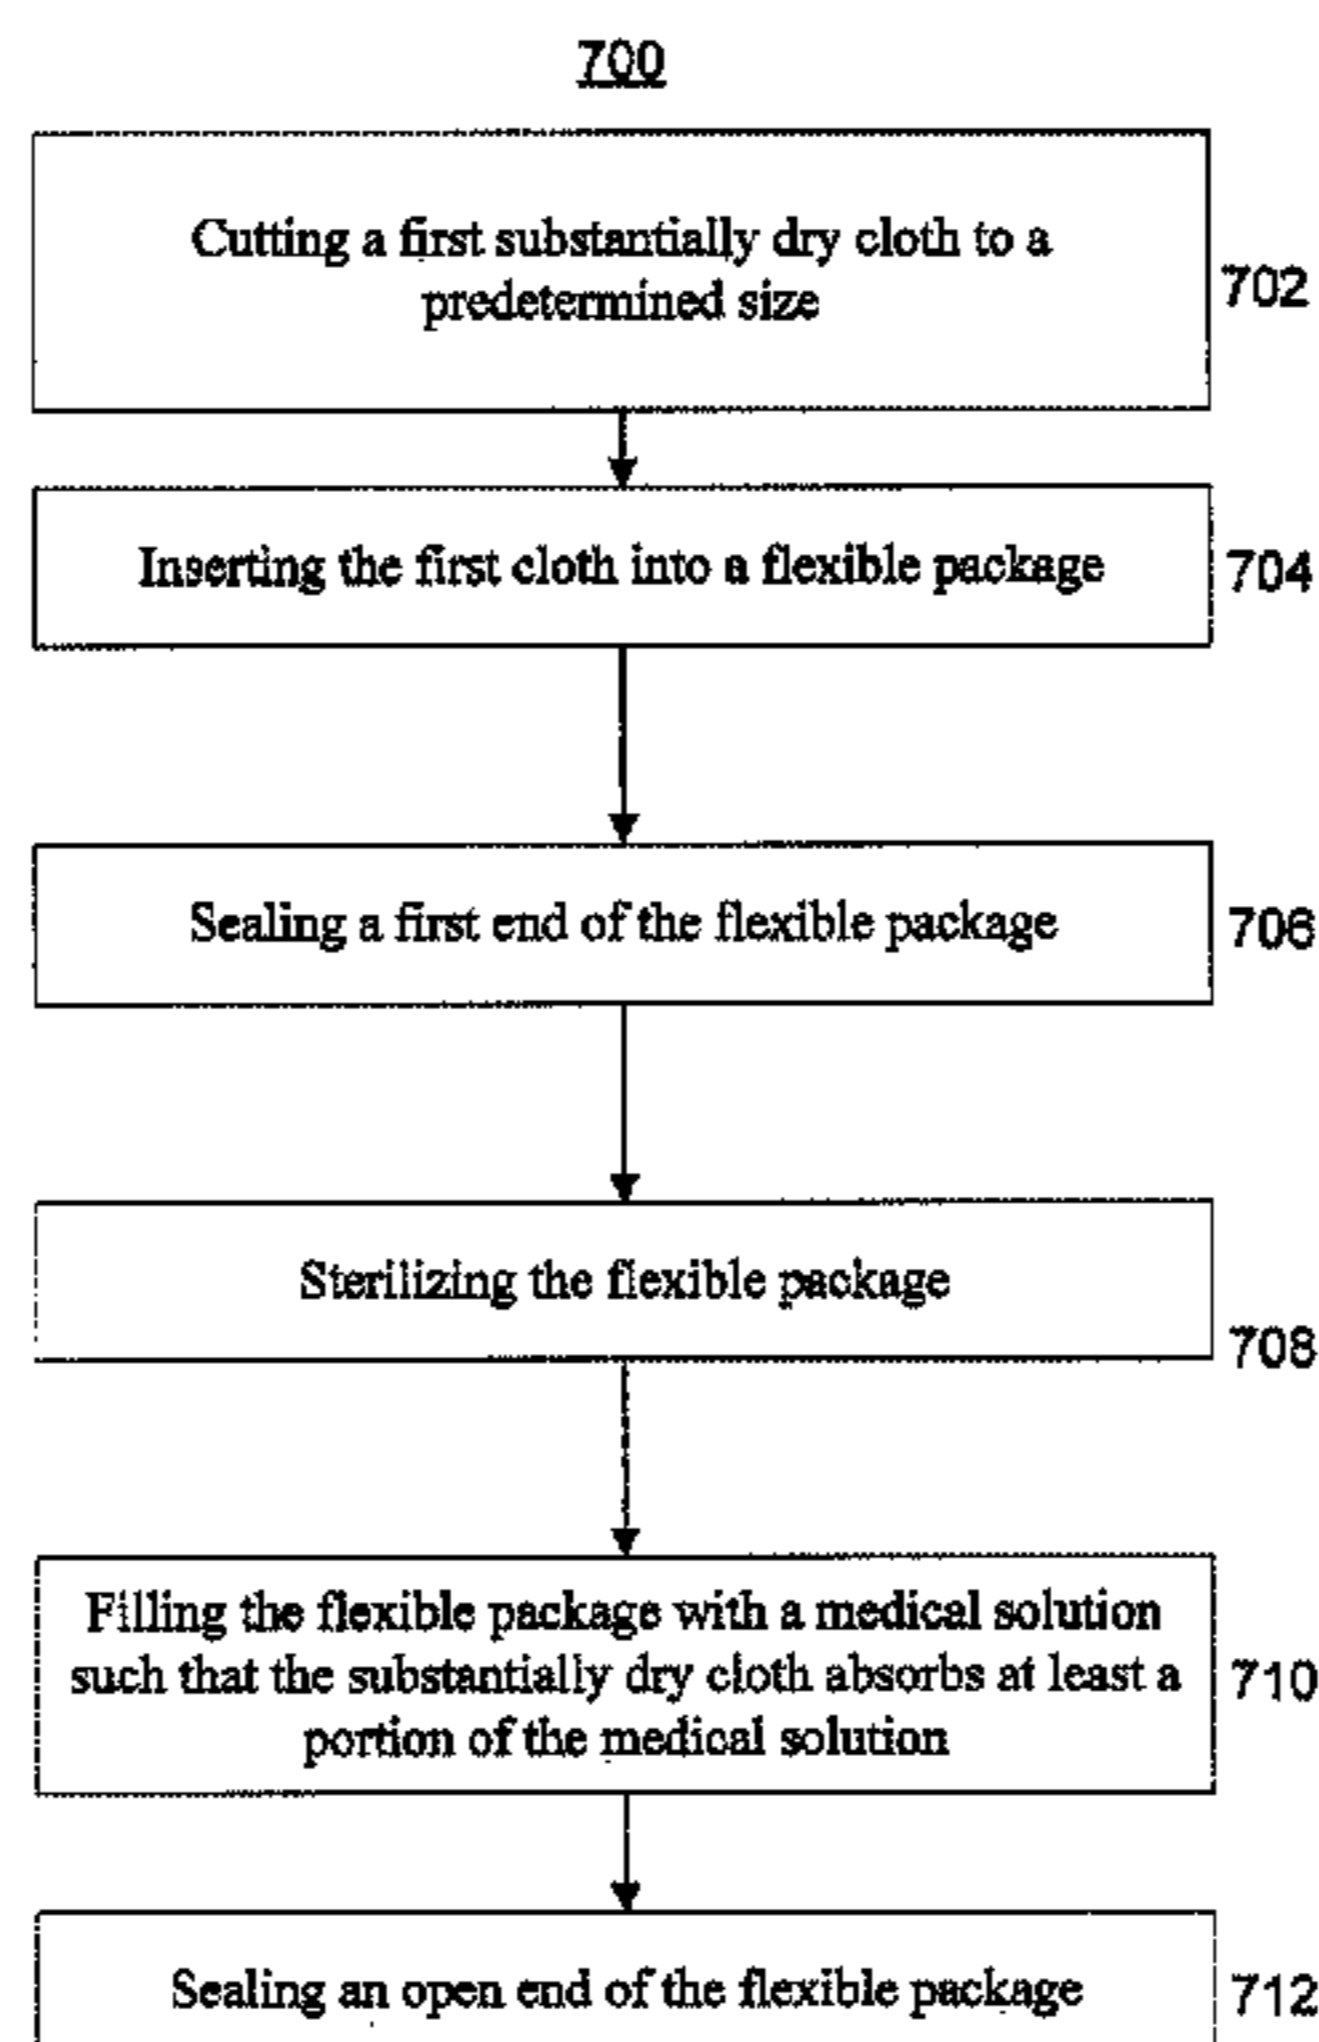 700
Cutting a first substantially dry cloth to a
predetermined size
702
Inserting the first cloth into a flexible package
704
Sealing a first end of the flexible package
706
Sterilizing the flexible package
708
Filling the flexible package with a medical solution
such that the substantially dry cloth absorbs at least a
portion of the medical solution
710
Sealing an open end of the flexible package
712